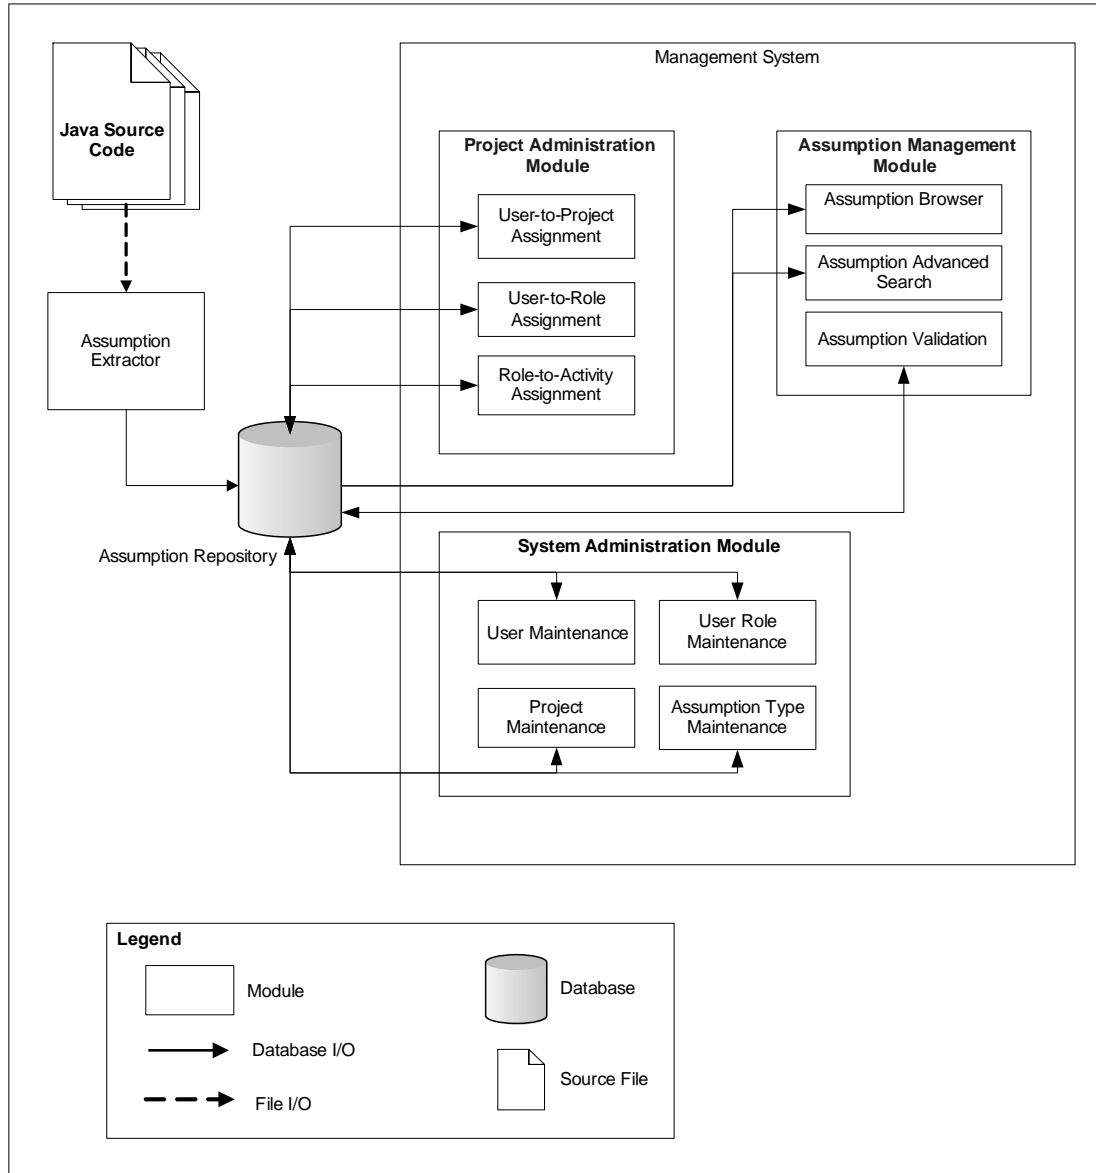 Management System
Java Source
Code
Project Administration
Module
Assumption Management
Module
User-to-Project
Assignment
Assumption Browser
Assumption Advanced
Search
User-to-Role
Assignment
Assumption Validation
Assumption
Extractor
Role-to-Activity
Assignment
Assumption Repository
System Administration Module
User Maintenance
User Role
Maintenance
Project
Maintenance
Assumption Type
Maintenance
Legend
Module
Database
Database I/O
Source File
File I/O